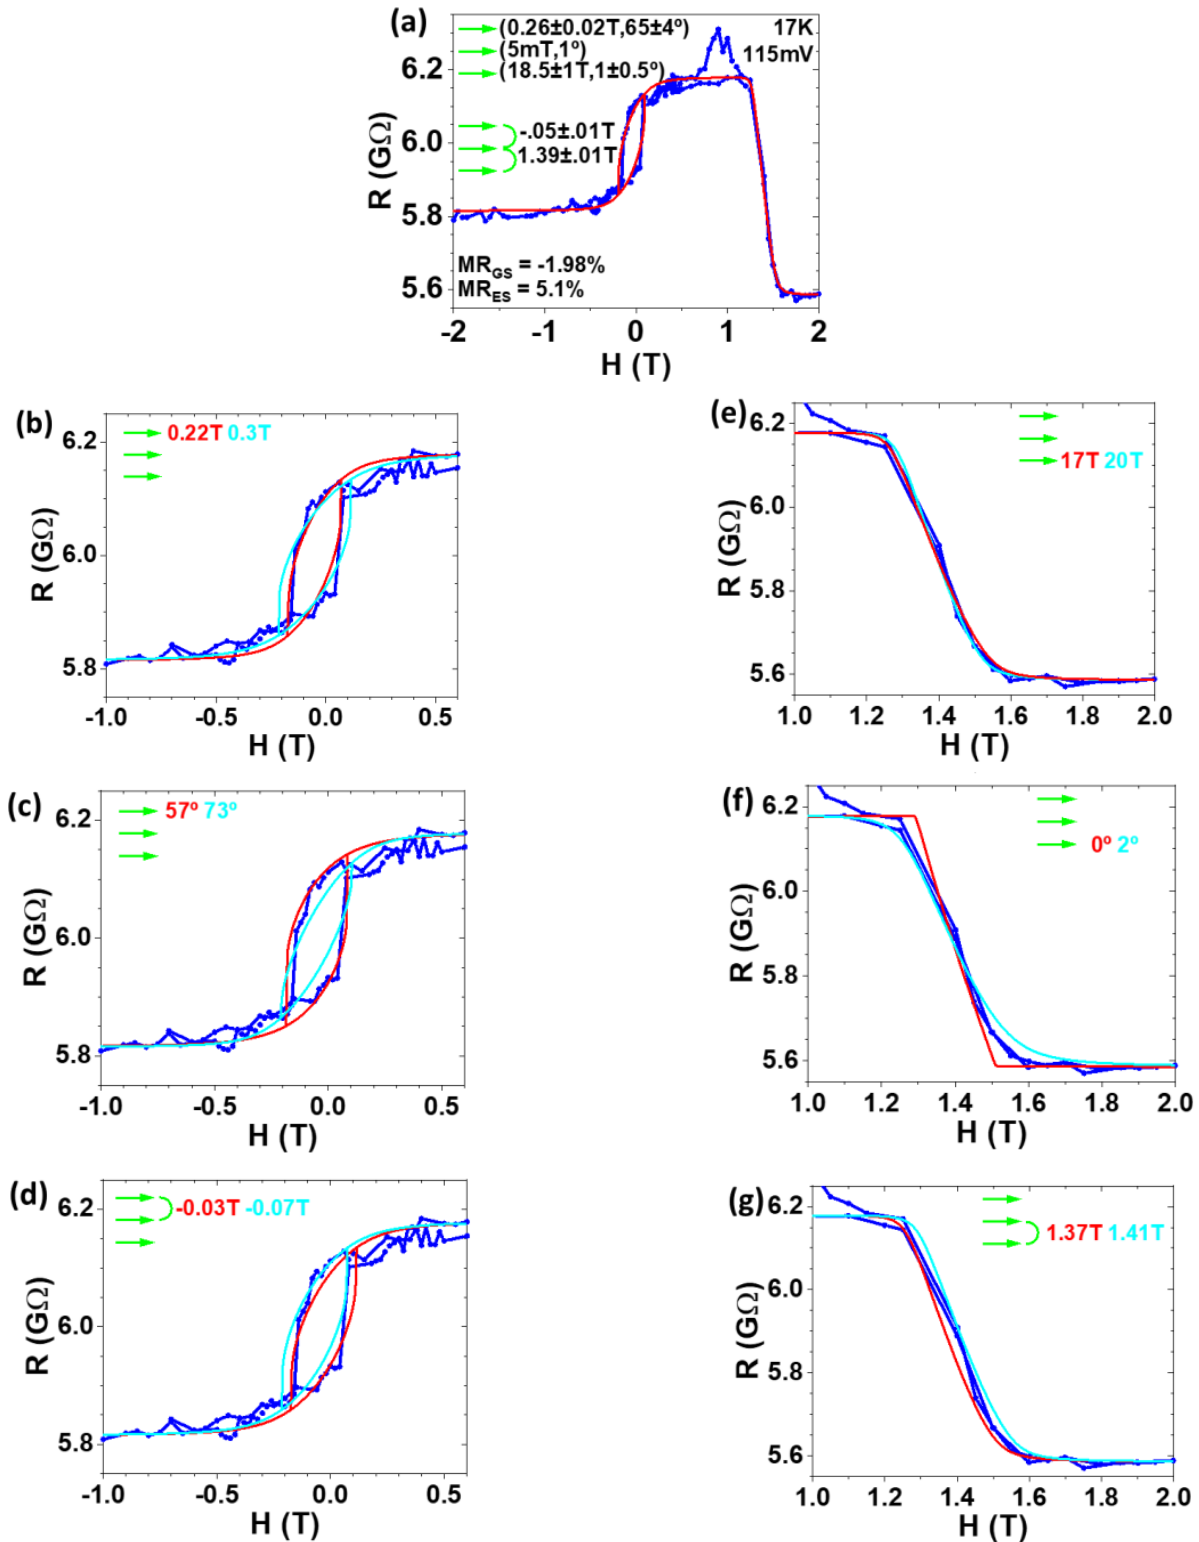 (a)
(0.26±0.02T,65±4º) 17K
(5mT,1º) 115mV
(18.5±1T,1±0.5º)
-.05±.01T
1.39±.01T
MRGS = -1.98%
MRES = 5.1%
R (GΩ)
6.2
6.0
5.8
5.6
-2 -1 0 1 2
H (T)
(b)
0.22T 0.3T
R (GΩ)
6.2
6.0
5.8
-1.0 -0.5 0.0 0.5
H (T)
(e)
17T 20T
R (GΩ)
6.2
6.0
5.8
5.6
1.0 1.2 1.4 1.6 1.8 2.0
H (T)
(c)
57º 73º
R (GΩ)
6.2
6.0
5.8
-1.0 -0.5 0.0 0.5
H (T)
(f)
0º 2º
R (GΩ)
6.2
6.0
5.8
5.6
1.0 1.2 1.4 1.6 1.8 2.0
H (T)
(d)
-0.03T -0.07T
R (GΩ)
6.2
6.0
5.8
-1.0 -0.5 0.0 0.5
H (T)
(g)
1.37T 1.41T
R (GΩ)
6.2
6.0
5.8
5.6
1.0 1.2 1.4 1.6 1.8 2.0
H (T)